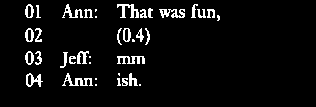 01 Ann: That was fun,
02 (0.4)
03 Jeff: mm
04 Ann: ish.